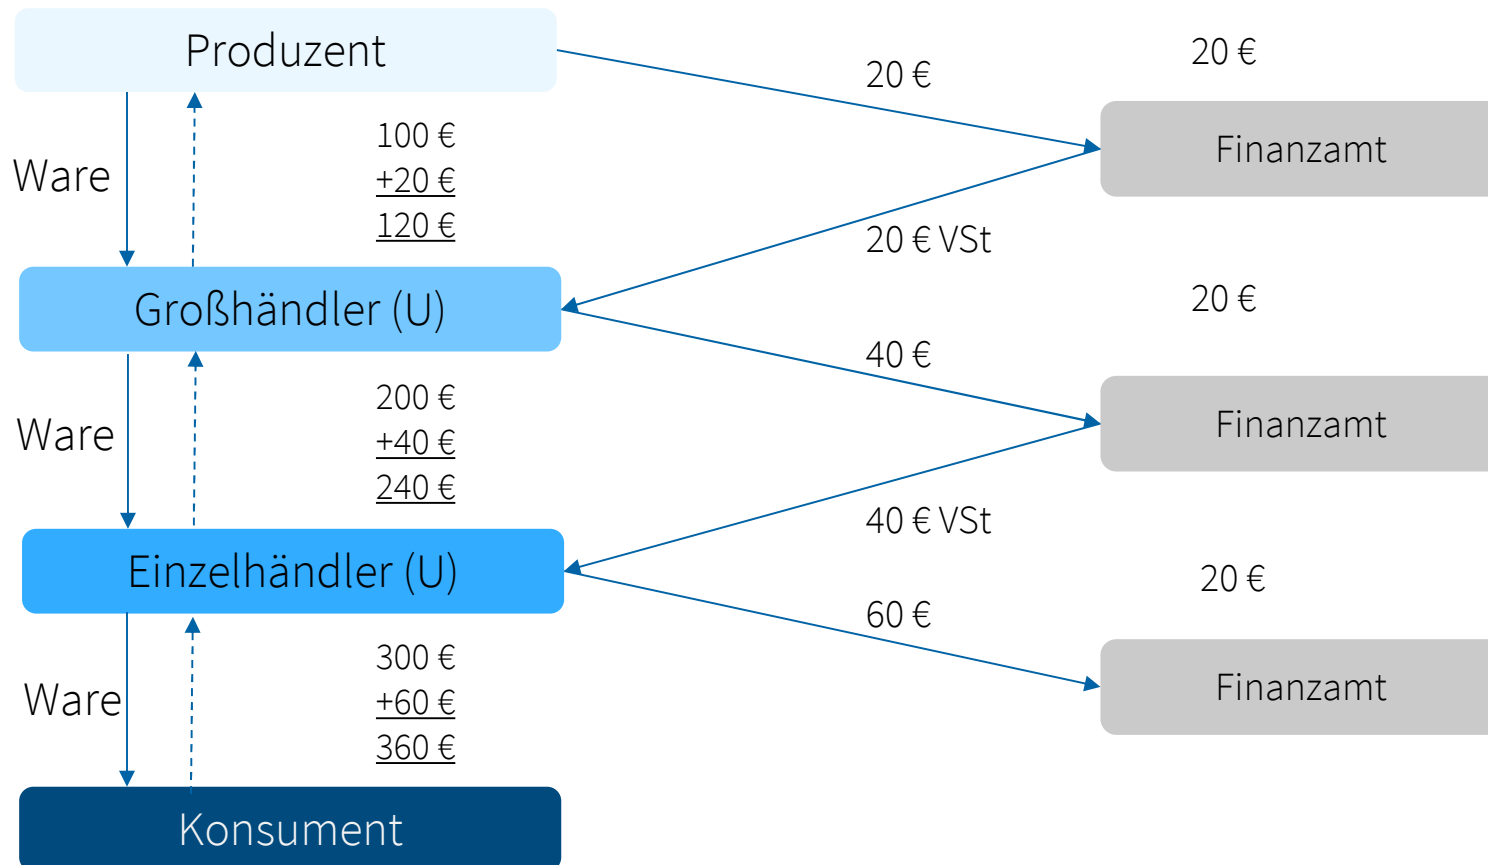 Produzent
20 €
20 €
Finanzamt
Ware
100 €
+20 €
120 €
20 € VSt
Großhändler (U)
20 €
40 €
Finanzamt
Ware
200 €
+40 €
240 €
40 € VSt
Einzelhändler (U)
20 €
60 €
Finanzamt
Ware
300 €
+60 €
360 €
Konsument